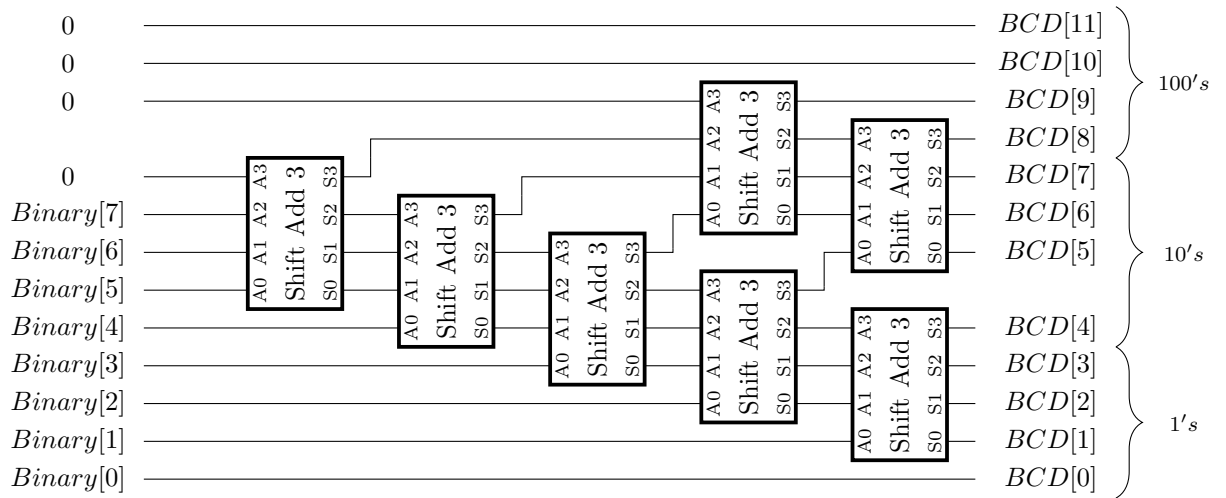 0
BCD[11]
0
BCD[10]
0
BCD[9]
BCD[8]
0
BCD[7]
Binary[7]
BCD[6]
Binary[6]
BCD[5]
Binary[5]
Binary[4]
BCD[4]
Binary[3]
BCD[3]
Binary[2]
BCD[2]
Binary[1]
BCD[1]
Binary[0]
BCD[0]
100's
10's
1's
A3
A2
A1
A0
Shift Add 3
S3
S2
S1
S0
A3
A2
A1
A0
Shift Add 3
S3
S2
S1
S0
A3
A2
A1
A0
Shift Add 3
S3
S2
S1
S0
A3
A2
A1
A0
Shift Add 3
S3
S2
S1
S0
A3
A2
A1
A0
Shift Add 3
S3
S2
S1
S0
A3
A2
A1
A0
Shift Add 3
S3
S2
S1
S0
A3
A2
A1
A0
Shift Add 3
S3
S2
S1
S0